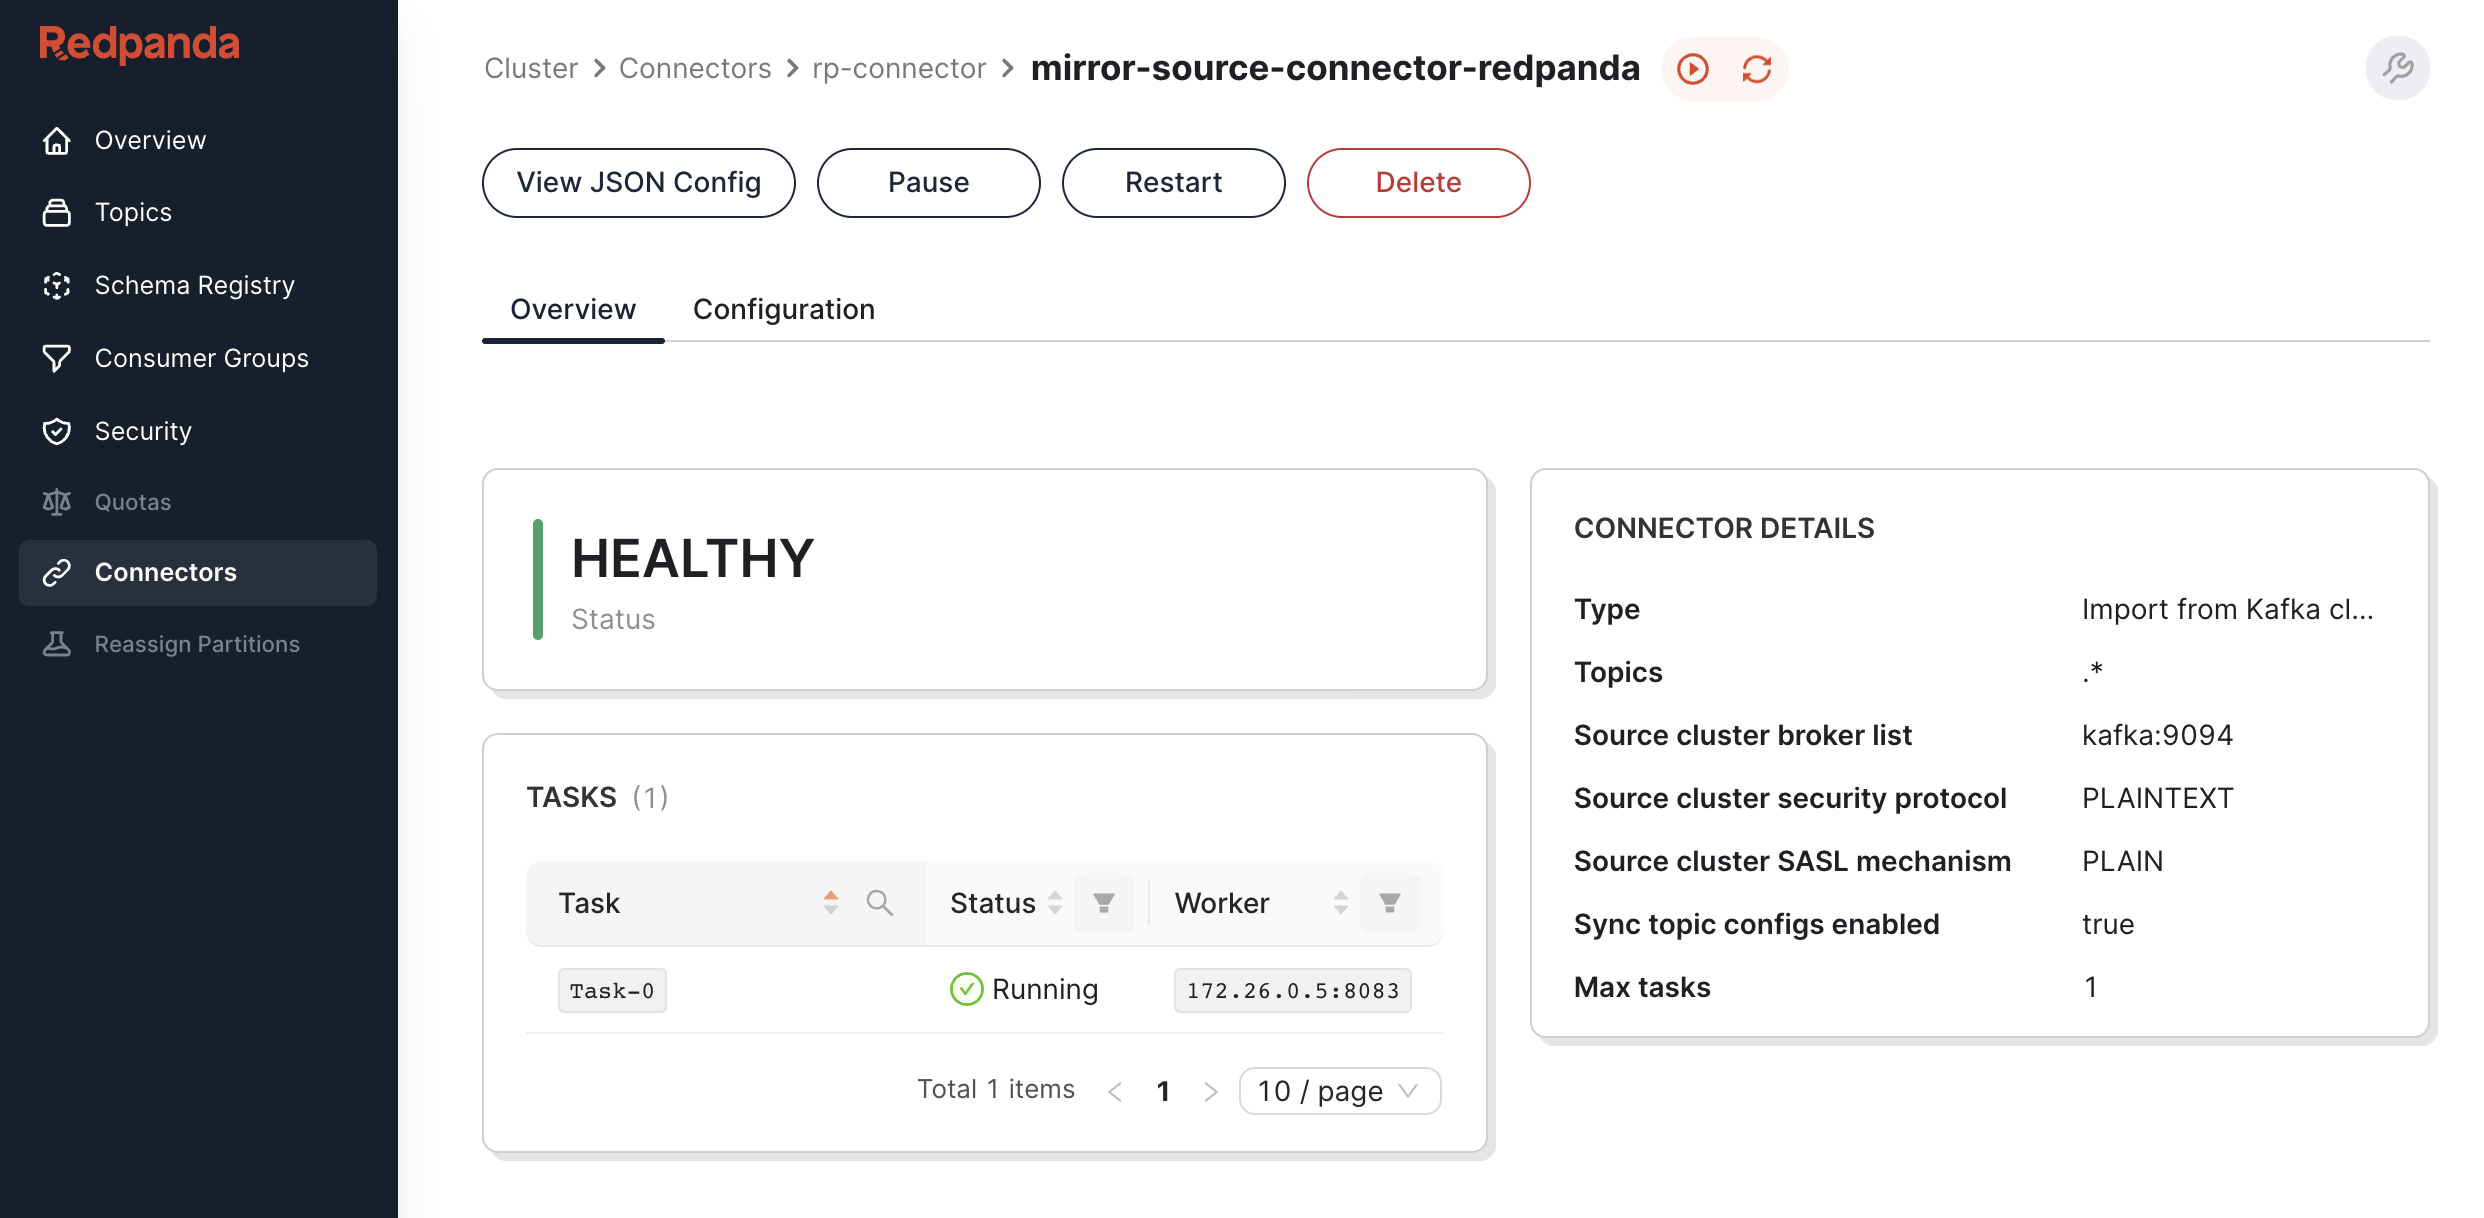 Redpanda
Overview
Topics
Schema Registry
Consumer Groups
Security
Quotas
Connectors
Reassign Partitions
Cluster > Connectors > rp-connector > mirror-source-connector-redpanda
View JSON Config Pause Restart Delete
Overview Configuration
HEALTHY
Status
TASKS (1)
Task Status Worker
Task-0 Running 172.26.0.5:8083
Total 1 items < 1 > 10 / page
CONNECTOR DETAILS
Type Import from Kafka cl...
Topics .*
Source cluster broker list kafka:9094
Source cluster security protocol PLAINTEXT
Source cluster SASL mechanism PLAIN
Sync topic configs enabled true
Max tasks 1